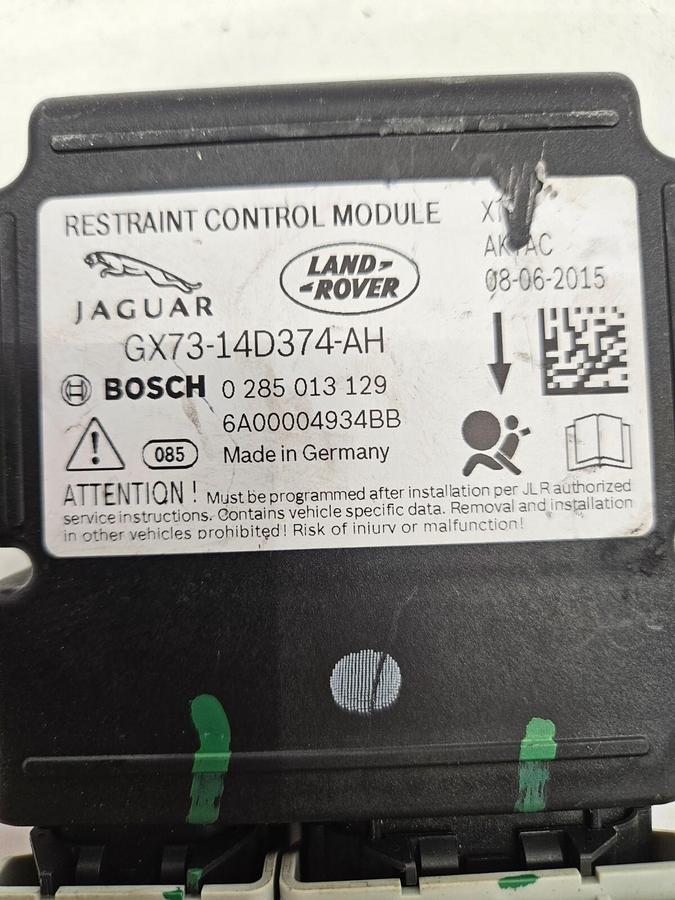 RESTRAINT CONTROL MODULE
08-06-2015
JAGUAR
LAND-
-ROVER
GX73-14D374-AH
BOSCH 0 285 013 129
6A00004934BB
085 Made in Germany
ATTENTION ! Must be programmed after installation per JLR authorized
service instructions. Contains vehicle specific data. Removal and installation
in other vehicles prohibited! Risk of injury or malfunction!